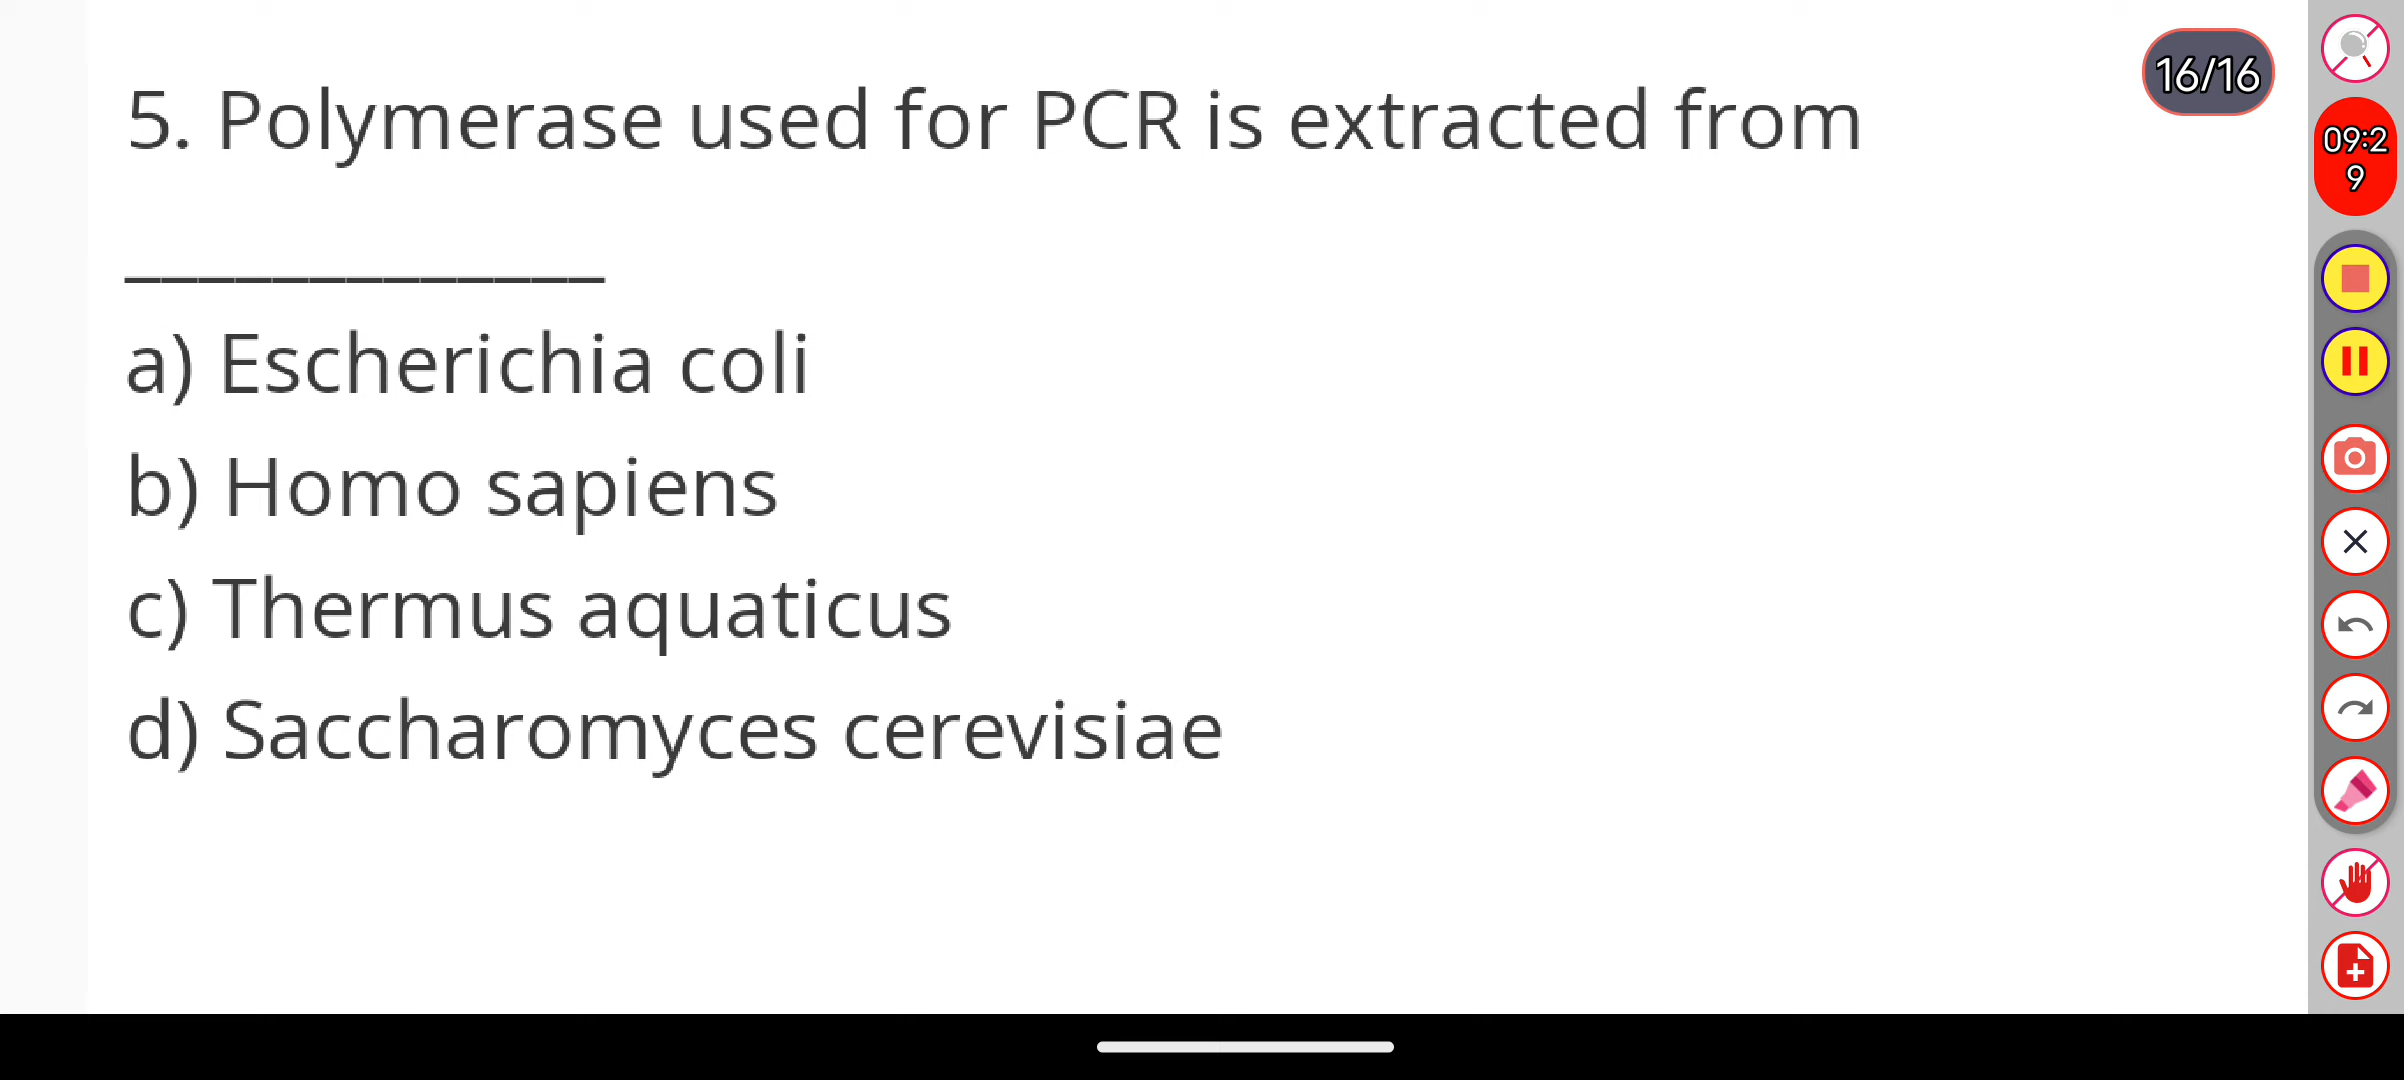 5. Polymerase used for PCR is extracted from
_____________
a) Escherichia coli
b) Homo sapiens
c) Thermus aquaticus
d) Saccharomyces cerevisiae
16/16
09:2
9